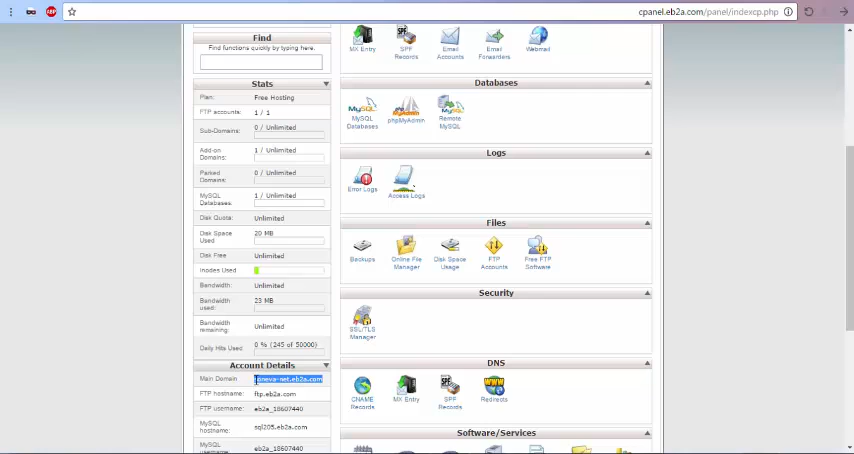 cpanel.eb2a.com/panel/indexcp.php
ABP
Find
Find functions quickly by typing here.
Stats
Plan: Free Hosting
FTP accounts: 1 / 1
Sub-Domains: 0 / Unlimited
Add-on Domains: 1 / Unlimited
Parked Domains: 0 / Unlimited
MySQL Databases: 1 / Unlimited
Disk Quota: Unlimited
Disk Space Used 20 MB
Disk Free Unlimited
Inodes Used
Bandwidth: Unlimited
Bandwidth used: 23 MB
Bandwidth remaining: Unlimited
Daily Hits Used 0 % (245 of 50000)
Account Details
Main Domain
FTP hostname: ftp.eb2a.com
FTP username: eb2a_18607440
MySQL hostname: sql205.eb2a.com
MySQL username: eb2a_18607440
MX Entry
SPF Records
Email Accounts
Email Forwarders
Webmail
Databases
MySQL Databases
phpMyAdmin
Remote MySQL
Logs
Error Logs
Access Logs
Files
Backups
Online File Manager
Disk Space Usage
FTP Accounts
Free FTP Software
Security
SSL/TLS Manager
DNS
CNAME Records
MX Entry
SPF Records
WWW
Redirects
Software/Services